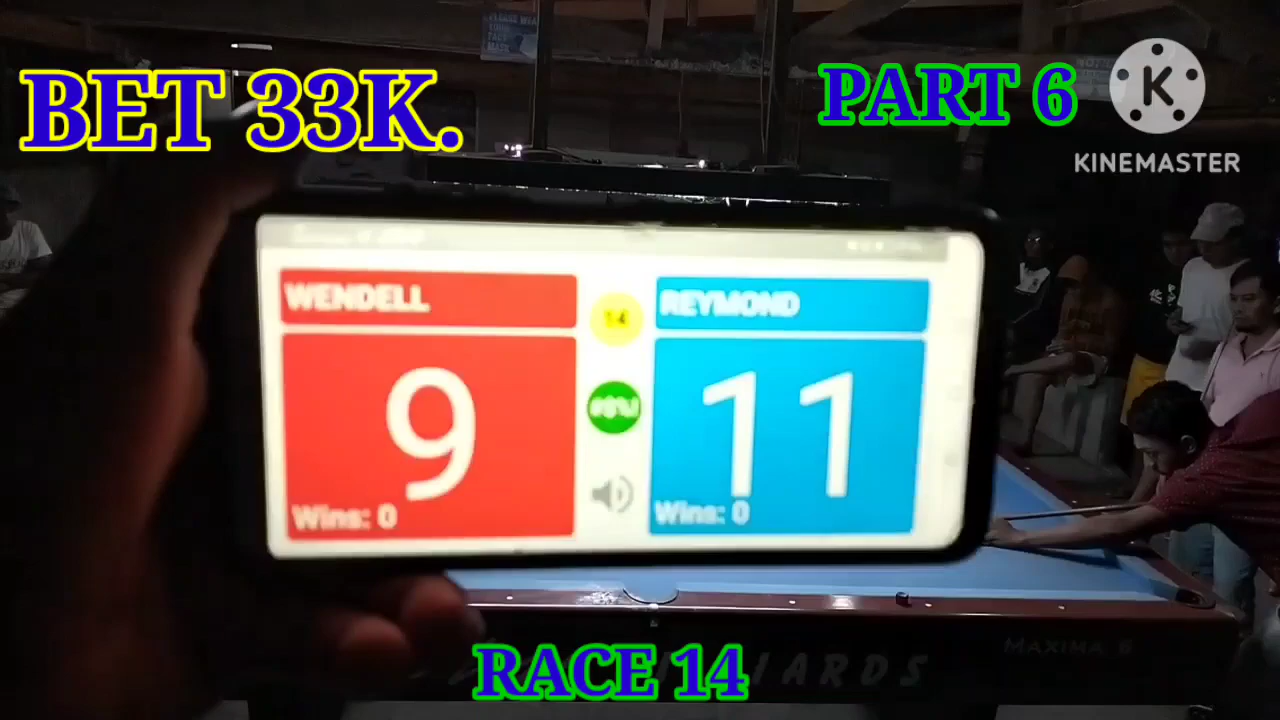 BET 33K.
PART 6
K
KINEMASTER
WENDELL
14
REYMOND
9
11
Wins: 0
Wins: 0
RACE 14
MAXIMA